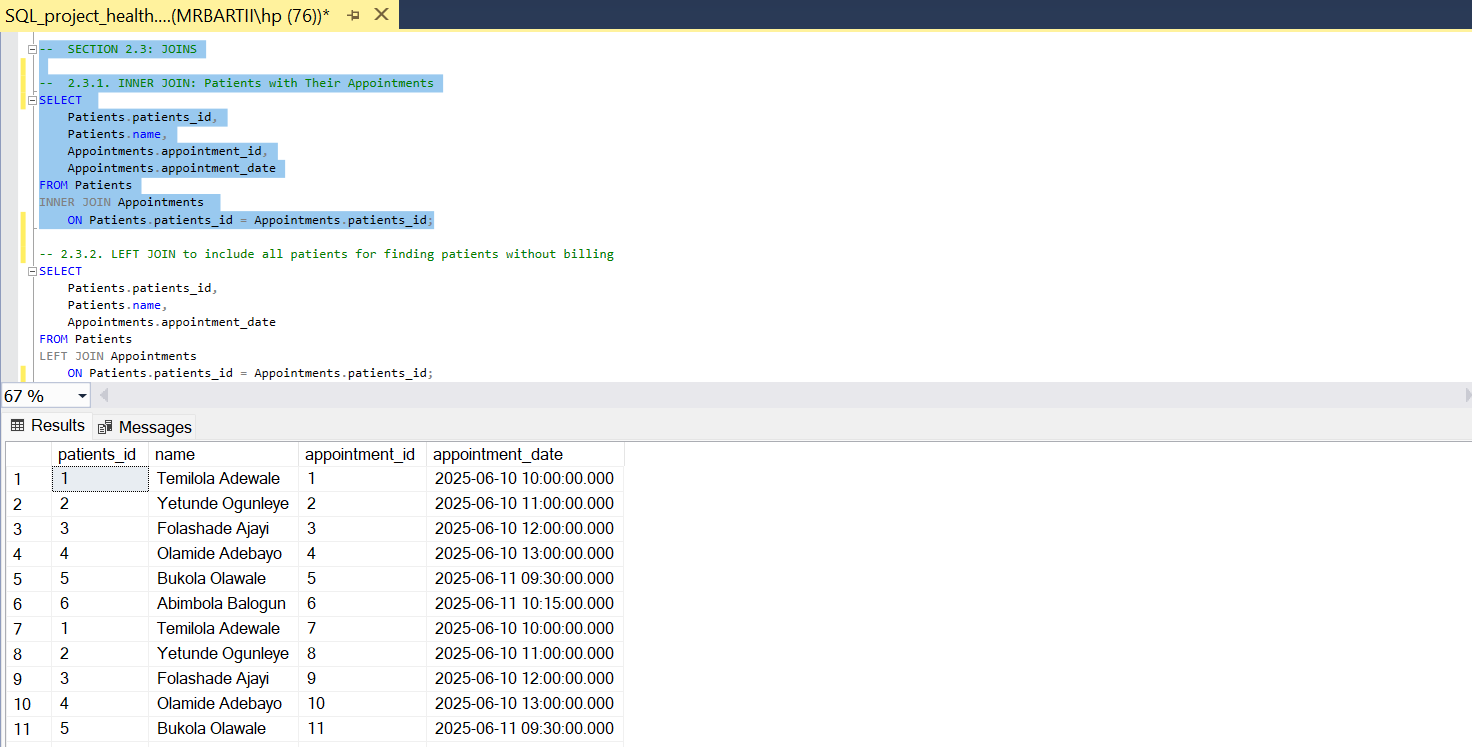 SQL_project_health....(MRBARTII\hp (76))*
-- SECTION 2.3: JOINS
-- 2.3.1. INNER JOIN: Patients with Their Appointments
SELECT
Patients.patients_id,
Patients.name,
Appointments.appointment_id,
Appointments.appointment_date
FROM Patients
INNER JOIN Appointments
ON Patients.patients_id = Appointments.patients_id;
-- 2.3.2. LEFT JOIN to include all patients for finding patients without billing
SELECT
Patients.patients_id,
Patients.name,
Appointments.appointment_date
FROM Patients
LEFT JOIN Appointments
ON Patients.patients_id = Appointments.patients_id;
67 %
Results Messages
patients_id name appointment_id appointment_date
1 1 Temilola Adewale 1 2025-06-10 10:00:00.000
2 2 Yetunde Ogunleye 2 2025-06-10 11:00:00.000
3 3 Folashade Ajayi 3 2025-06-10 12:00:00.000
4 4 Olamide Adebayo 4 2025-06-10 13:00:00.000
5 5 Bukola Olawale 5 2025-06-11 09:30:00.000
6 6 Abimbola Balogun 6 2025-06-11 10:15:00.000
7 1 Temilola Adewale 7 2025-06-10 10:00:00.000
8 2 Yetunde Ogunleye 8 2025-06-10 11:00:00.000
9 3 Folashade Ajayi 9 2025-06-10 12:00:00.000
10 4 Olamide Adebayo 10 2025-06-10 13:00:00.000
11 5 Bukola Olawale 11 2025-06-11 09:30:00.000